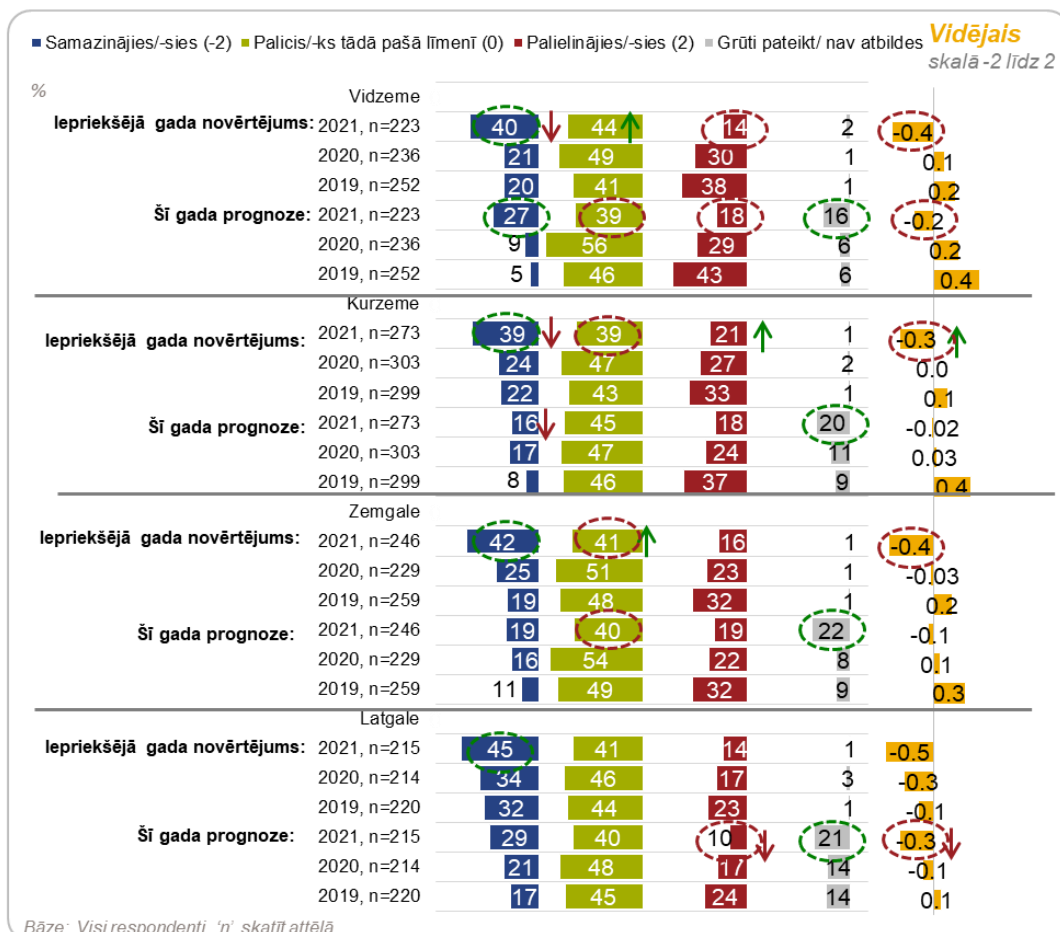 Samazinājies/-sies (-2) Palicis/-ks tādā pašā līmenī (0) Palielinājies/-sies (2) Grūti pateikt/ nav atbildes Vidējais
skalā -2 līdz 2
%
Vidzeme
Iepriekšējā gada novērtējums: 2021, n=223 40 44 14 2 -0.4
2020, n=236 21 49 30 1 0.1
2019, n=252 20 41 38 1 0.2
Šī gada prognoze: 2021, n=223 27 39 18 16 -0.2
2020, n=236 9 56 29 6 0.2
2019, n=252 5 46 43 6 0.4
Kurzeme
Iepriekšējā gada novērtējums: 2021, n=273 39 39 21 1 -0.3
2020, n=303 24 47 27 2 0.0
2019, n=299 22 43 33 1 0.1
Šī gada prognoze: 2021, n=273 16 45 18 20 -0.02
2020, n=303 17 47 24 11 0.03
2019, n=299 8 46 37 9 0.4
Zemgale
Iepriekšējā gada novērtējums: 2021, n=246 42 41 16 1 -0.4
2020, n=229 25 51 23 1 -0.03
2019, n=259 19 48 32 1 0.2
Šī gada prognoze: 2021, n=246 19 40 19 22 -0.1
2020, n=229 16 54 22 8 0.1
2019, n=259 11 49 32 9 0.3
Latgale
Iepriekšējā gada novērtējums: 2021, n=215 45 41 14 1 -0.5
2020, n=214 34 46 17 3 -0.3
2019, n=220 32 44 23 1 -0.1
Šī gada prognoze: 2021, n=215 29 40 10 21 -0.3
2020, n=214 21 48 17 14 -0.1
2019, n=220 17 45 24 14 0.1
Bāze: Visi respondenti, 'n' skatīt attēlā